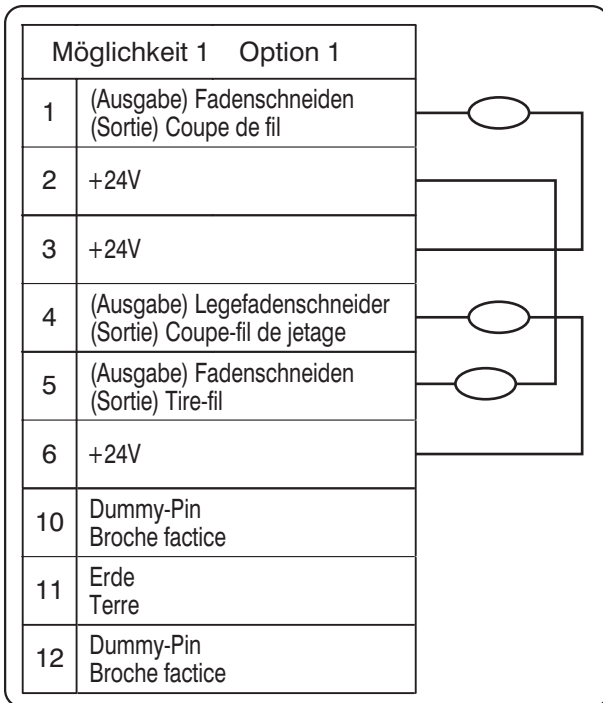 Möglichkeit 1 Option 1
1 (Ausgabe) Fadenschneiden
(Sortie) Coupe de fil
2 +24V
3 +24V
4 (Ausgabe) Legefadenschneider
(Sortie) Coupe-fil de jetage
5 (Ausgabe) Fadenschneiden
(Sortie) Tire-fil
6 +24V
10 Dummy-Pin
Broche factice
11 Erde
Terre
12 Dummy-Pin
Broche factice